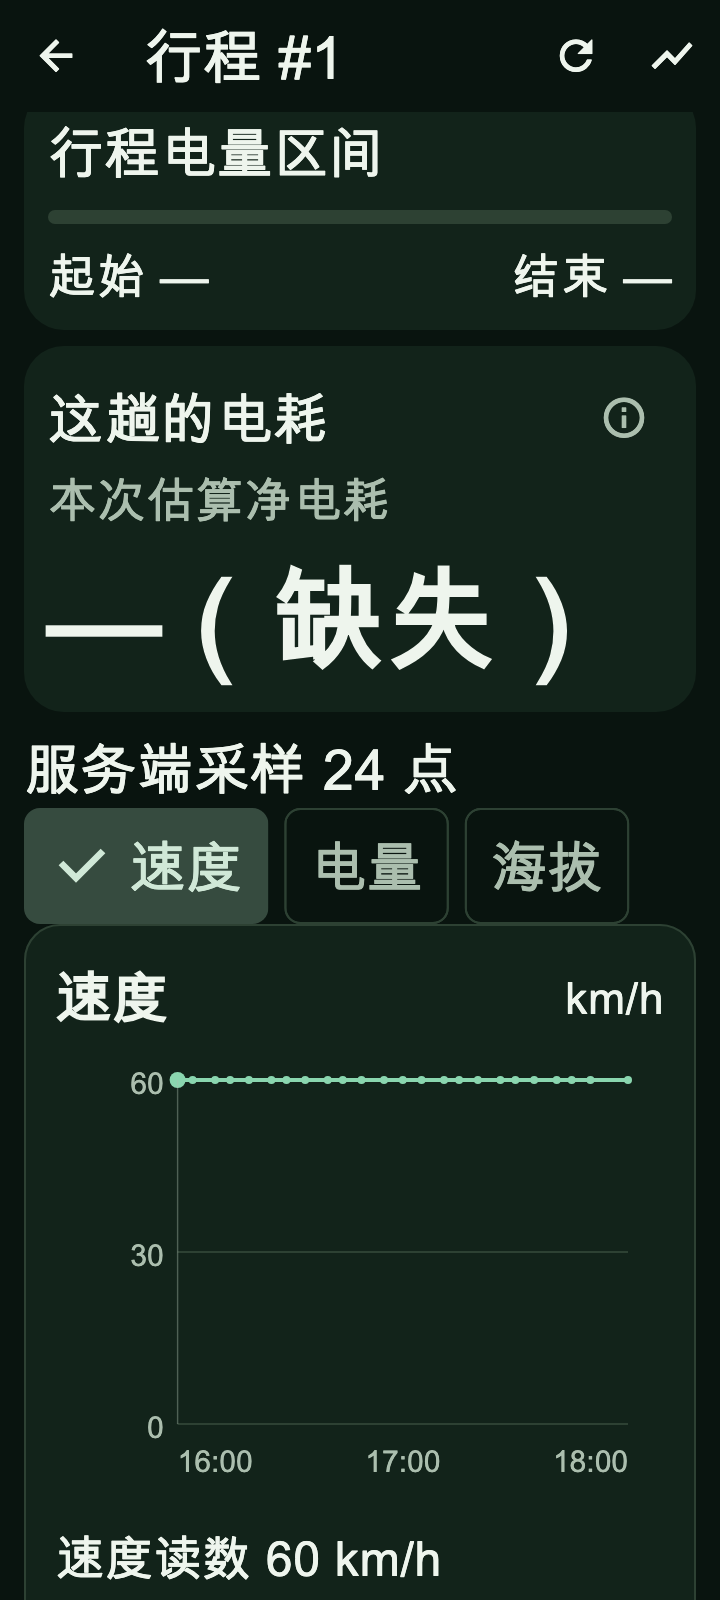 行程 #1
行程电量区间
起始 — 结束 —
这趟的电耗
本次估算净电耗
— ( 缺失 )
服务端采样 24 点
速度 电量 海拔
速度 km/h
60
30
0
16:00 17:00 18:00
速度读数 60 km/h